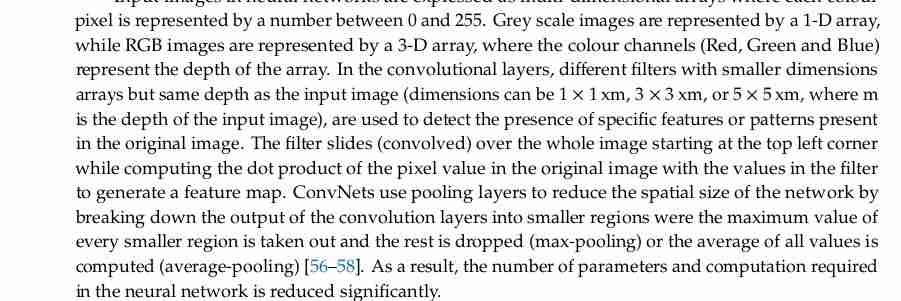 Input images in neural networks are expressed as multi-dimensional arrays where each colour
pixel is represented by a number between 0 and 255. Grey scale images are represented by a 1-D array,
while RGB images are represented by a 3-D array, where the colour channels (Red, Green and Blue)
represent the depth of the array. In the convolutional layers, different filters with smaller dimensions
arrays but same depth as the input image (dimensions can be 1 × 1 xm, 3 × 3 xm, or 5 × 5 xm, where m
is the depth of the input image), are used to detect the presence of specific features or patterns present
in the original image. The filter slides (convolved) over the whole image starting at the top left corner
while computing the dot product of the pixel value in the original image with the values in the filter
to generate a feature map. ConvNets use pooling layers to reduce the spatial size of the network by
breaking down the output of the convolution layers into smaller regions were the maximum value of
every smaller region is taken out and the rest is dropped (max-pooling) or the average of all values is
computed (average-pooling) [56–58]. As a result, the number of parameters and computation required
in the neural network is reduced significantly.